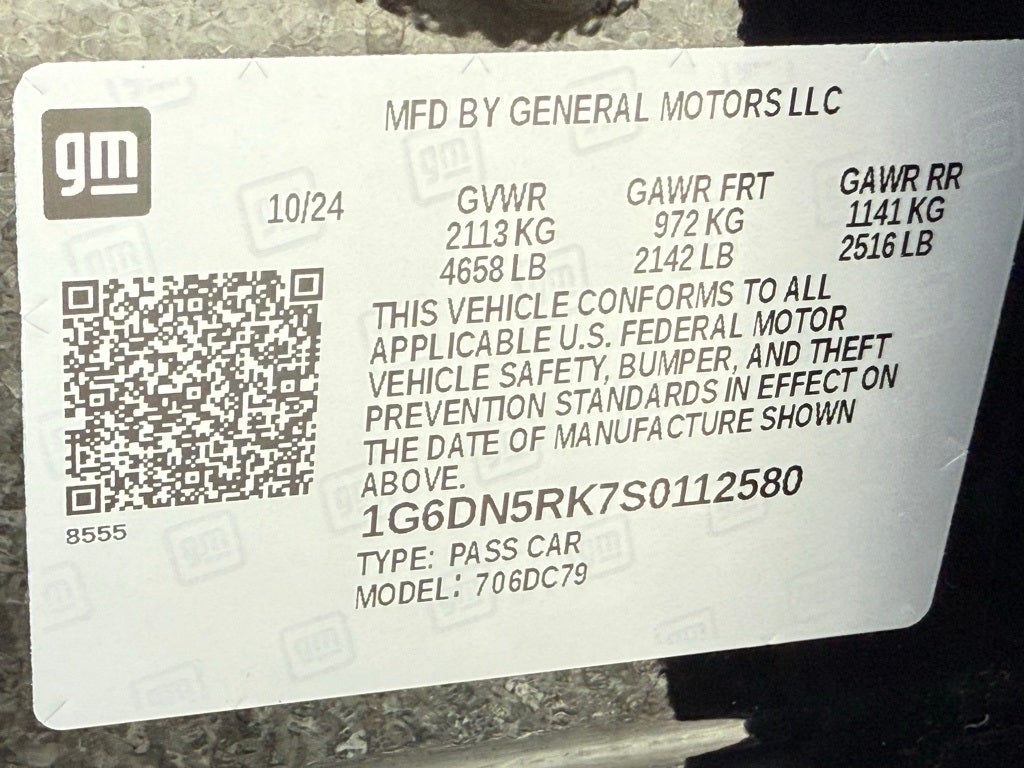 gm
MFD BY GENERAL MOTORS LLC
10/24
GVWR
2113 KG
4658 LB
GAWR FRT
972 KG
2142 LB
GAWR RR
1141 KG
2516 LB
THIS VEHICLE CONFORMS TO ALL
APPLICABLE U.S. FEDERAL MOTOR
VEHICLE SAFETY, BUMPER, AND THEFT
PREVENTION STANDARDS IN EFFECT ON
THE DATE OF MANUFACTURE SHOWN
ABOVE.
1G6DN5RK7S0112580
TYPE: PASS CAR
MODEL: 706DC79
8555